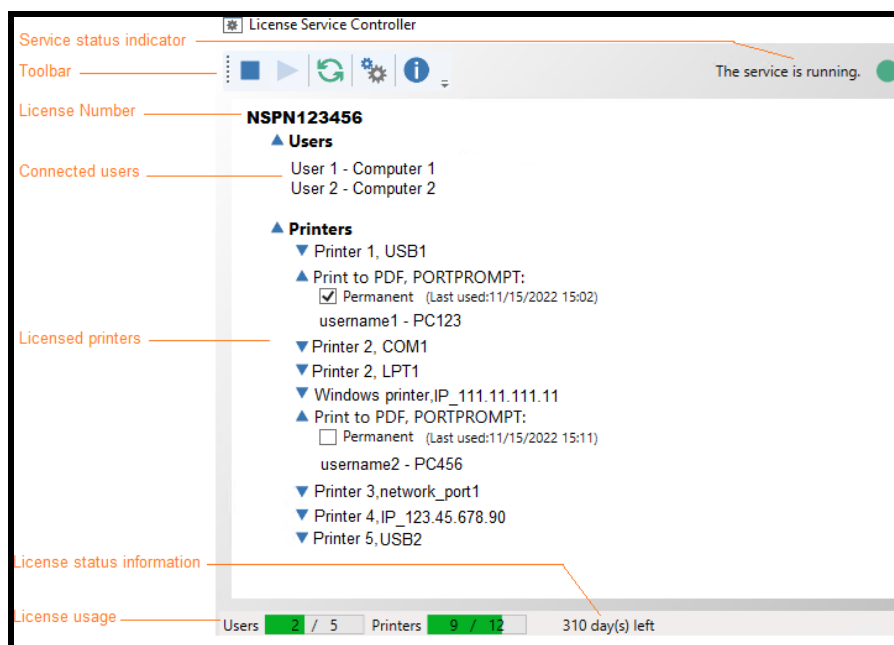 License Service Controller
Service status indicator
Toolbar
The service is running.
License Number
NSPN123456
Users
Connected users
User 1 - Computer 1
User 2 - Computer 2
Printers
Printer 1, USB1
Print to PDF, PORTPROMPT:
Permanent (Last used:11/15/2022 15:02)
username1 - PC123
Licensed printers
Printer 2, COM1
Printer 2, LPT1
Windows printer,IP_111.11.111.11
Print to PDF, PORTPROMPT:
Permanent (Last used:11/15/2022 15:11)
username2 - PC456
Printer 3,network_port1
Printer 4,IP_123.45.678.90
Printer 5,USB2
License status information
License usage
Users 2 / 5 Printers 9 / 12 310 day(s) left